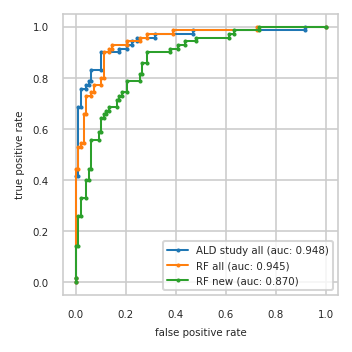 1.0
0.8
0.6
0.4
0.2
0.0
true positive rate
ALD study all (auc: 0.948)
RF all (auc: 0.945)
RF new (auc: 0.870)
0.0 0.2 0.4 0.6 0.8 1.0
false positive rate